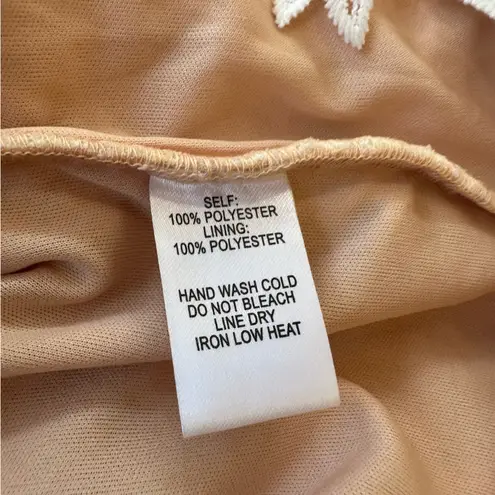 SELF:
100% POLYESTER
LINING:
100% POLYESTER
HAND WASH COLD
DO NOT BLEACH
LINE DRY
IRON LOW HEAT